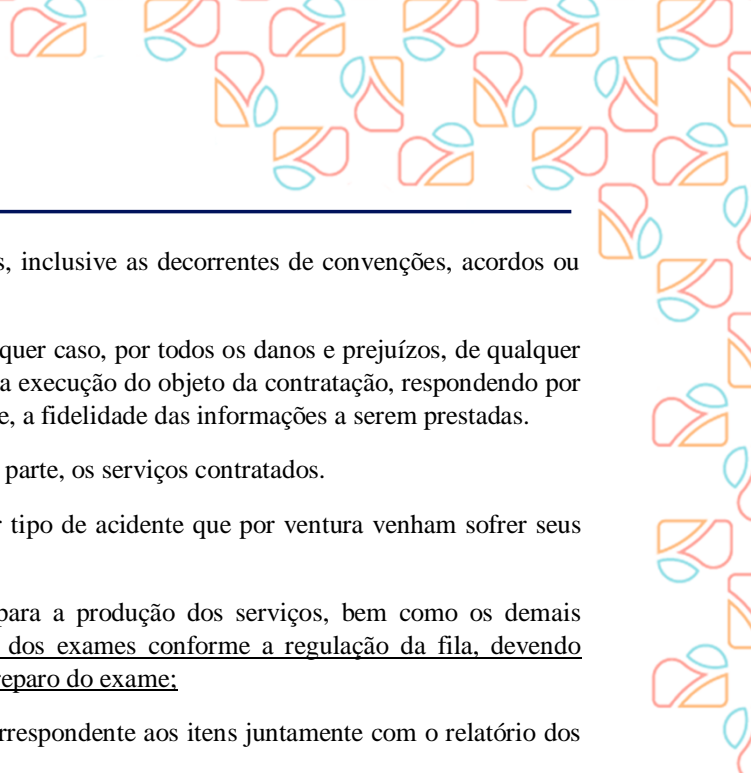 s, inclusive as decorrentes de convenções, acordos ou
quer caso, por todos os danos e prejuízos, de qualquer
a execução do objeto da contratação, respondendo por
e, a fidelidade das informações a serem prestadas.
parte, os serviços contratados.
tipo de acidente que por ventura venham sofrer seus
para a produção dos serviços, bem como os demais
dos exames conforme a regulação da fila, devendo
reparo do exame;
rrespondente aos itens juntamente com o relatório dos